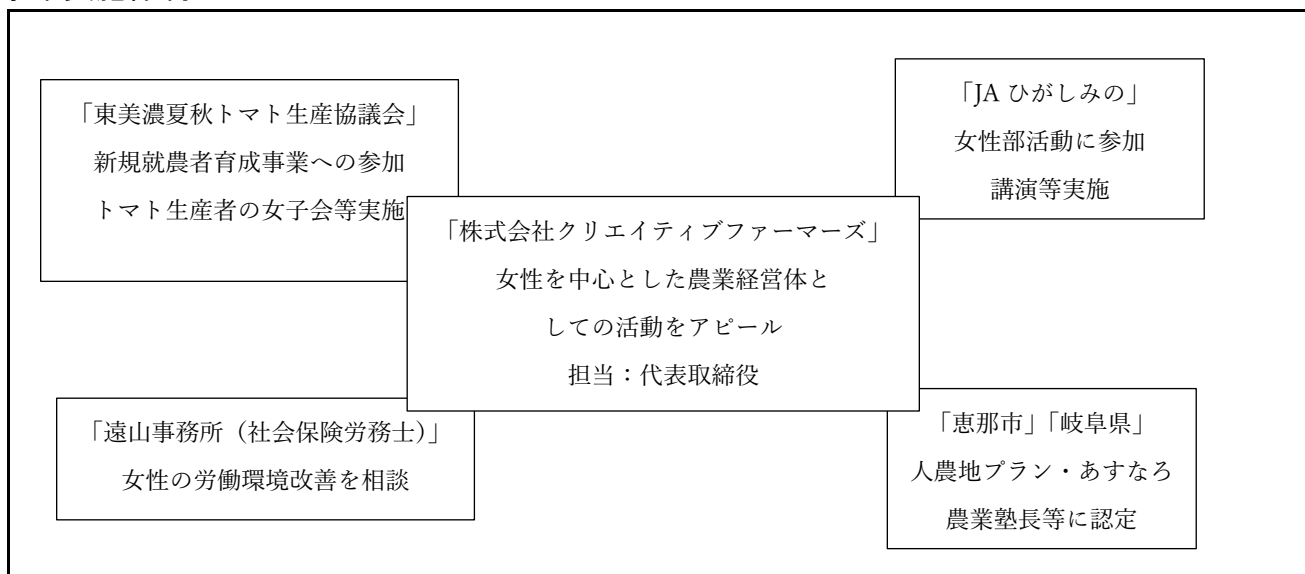 「東美濃夏秋トマト生産協議会」
新規就農者育成事業への参加
トマト生産者の女子会等実施
「JA ひがしみの」
女性部活動に参加
講演等実施
「株式会社クリエイティブファーマーズ」
女性を中心とした農業経営体と
しての活動をアピール
担当：代表取締役
「遠山事務所（社会保険労務士）」
女性の労働環境改善を相談
「恵那市」「岐阜県」
人農地プラン・あすなろ
農業塾長等に認定